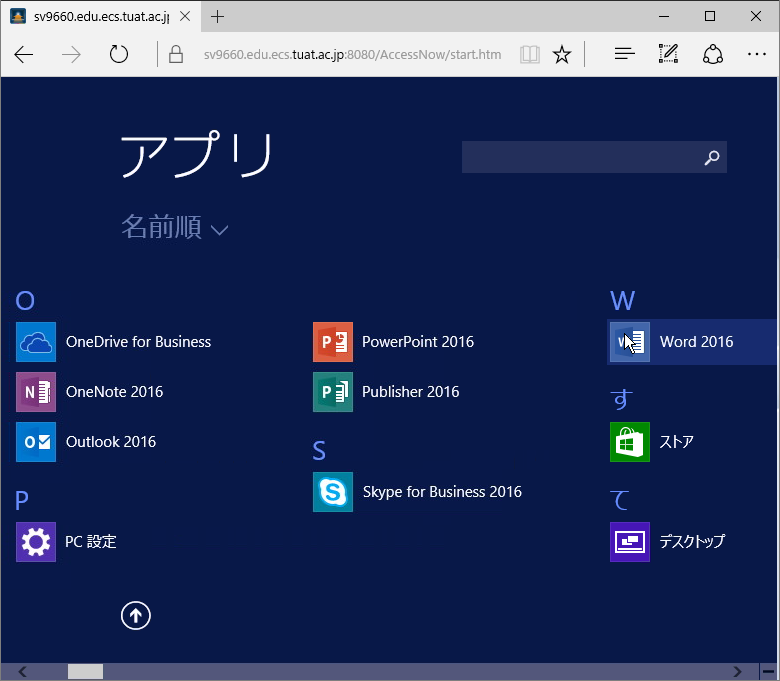 sv9660.edu.ecs.tuat.ac.j
sv9660.edu.ecs.tuat.ac.jp:8080/AccessNow/start.htm
アプリ
名前順
O
OneDrive for Business
OneNote 2016
Outlook 2016
P
PC 設定
PowerPoint 2016
Publisher 2016
S
Skype for Business 2016
W
Word 2016
す
ストア
て
デスクトップ